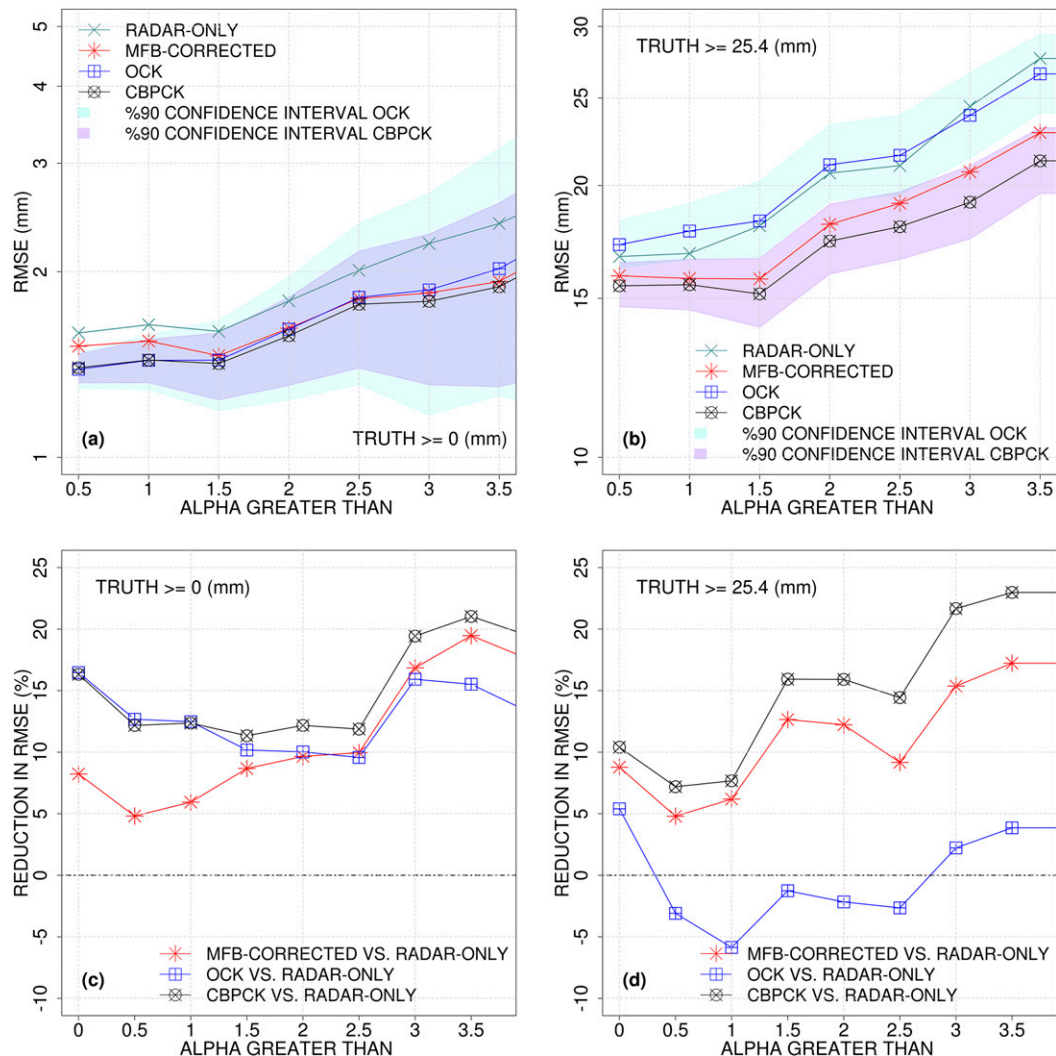 RADAR-ONLY
MFB-CORRECTED
OCK
CBPCK
%90 CONFIDENCE INTERVAL OCK
%90 CONFIDENCE INTERVAL CBPCK
5
4
3
2
1
RMSE (mm)
(a)
TRUTH >= 0 (mm)
0.5 1 1.5 2 2.5 3 3.5
ALPHA GREATER THAN
TRUTH >= 25.4 (mm)
30
25
20
15
10
RMSE (mm)
RADAR-ONLY
MFB-CORRECTED
OCK
CBPCK
%90 CONFIDENCE INTERVAL OCK
%90 CONFIDENCE INTERVAL CBPCK
(b)
0.5 1 1.5 2 2.5 3 3.5
ALPHA GREATER THAN
TRUTH >= 0 (mm)
25
20
15
10
5
0
-5
-10
REDUCTION IN RMSE (%)
MFB-CORRECTED VS. RADAR-ONLY
OCK VS. RADAR-ONLY
CBPCK VS. RADAR-ONLY
(c)
0 0.5 1 1.5 2 2.5 3 3.5
ALPHA GREATER THAN
TRUTH >= 25.4 (mm)
25
20
15
10
5
0
-5
-10
REDUCTION IN RMSE (%)
MFB-CORRECTED VS. RADAR-ONLY
OCK VS. RADAR-ONLY
CBPCK VS. RADAR-ONLY
(d)
0 0.5 1 1.5 2 2.5 3 3.5
ALPHA GREATER THAN